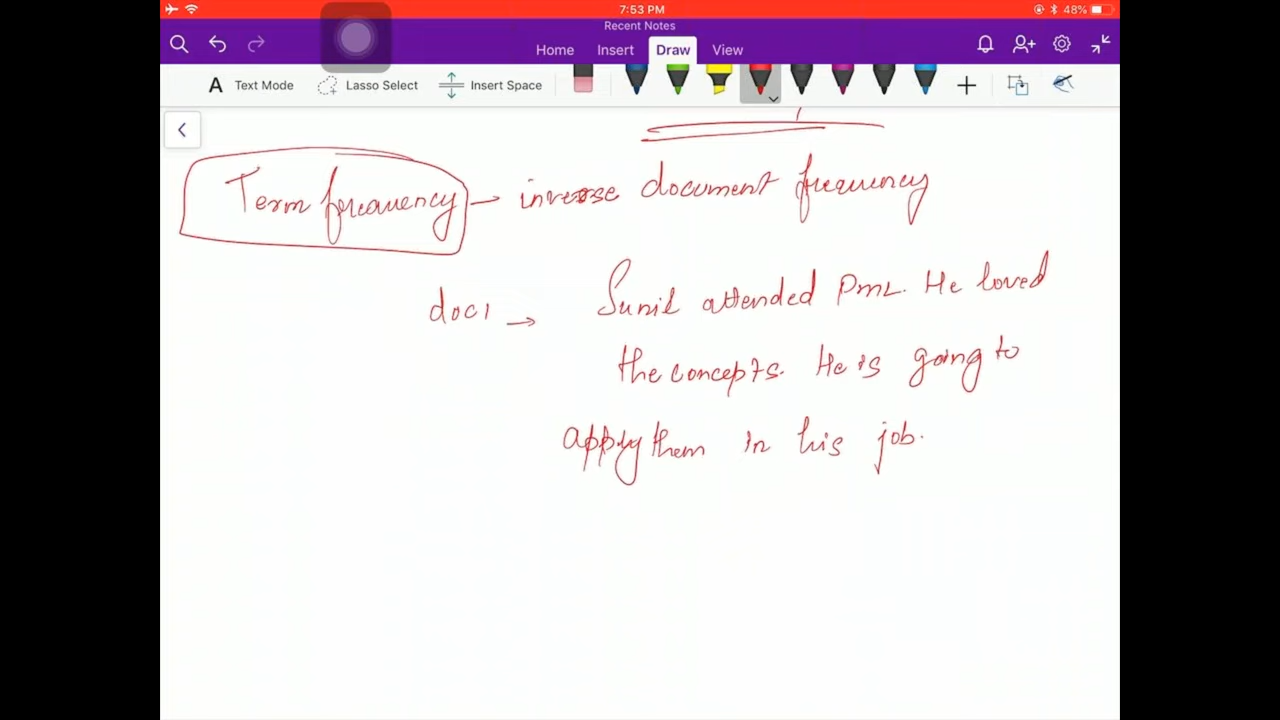 7:53 PM
48%
Recent Notes
Home Insert Draw View
A Text Mode Lasso Select Insert Space
Term frequency - inverse document frequency
doc1 → Sunil attended PML. He loved
the concepts. He is going to
apply them in his job.